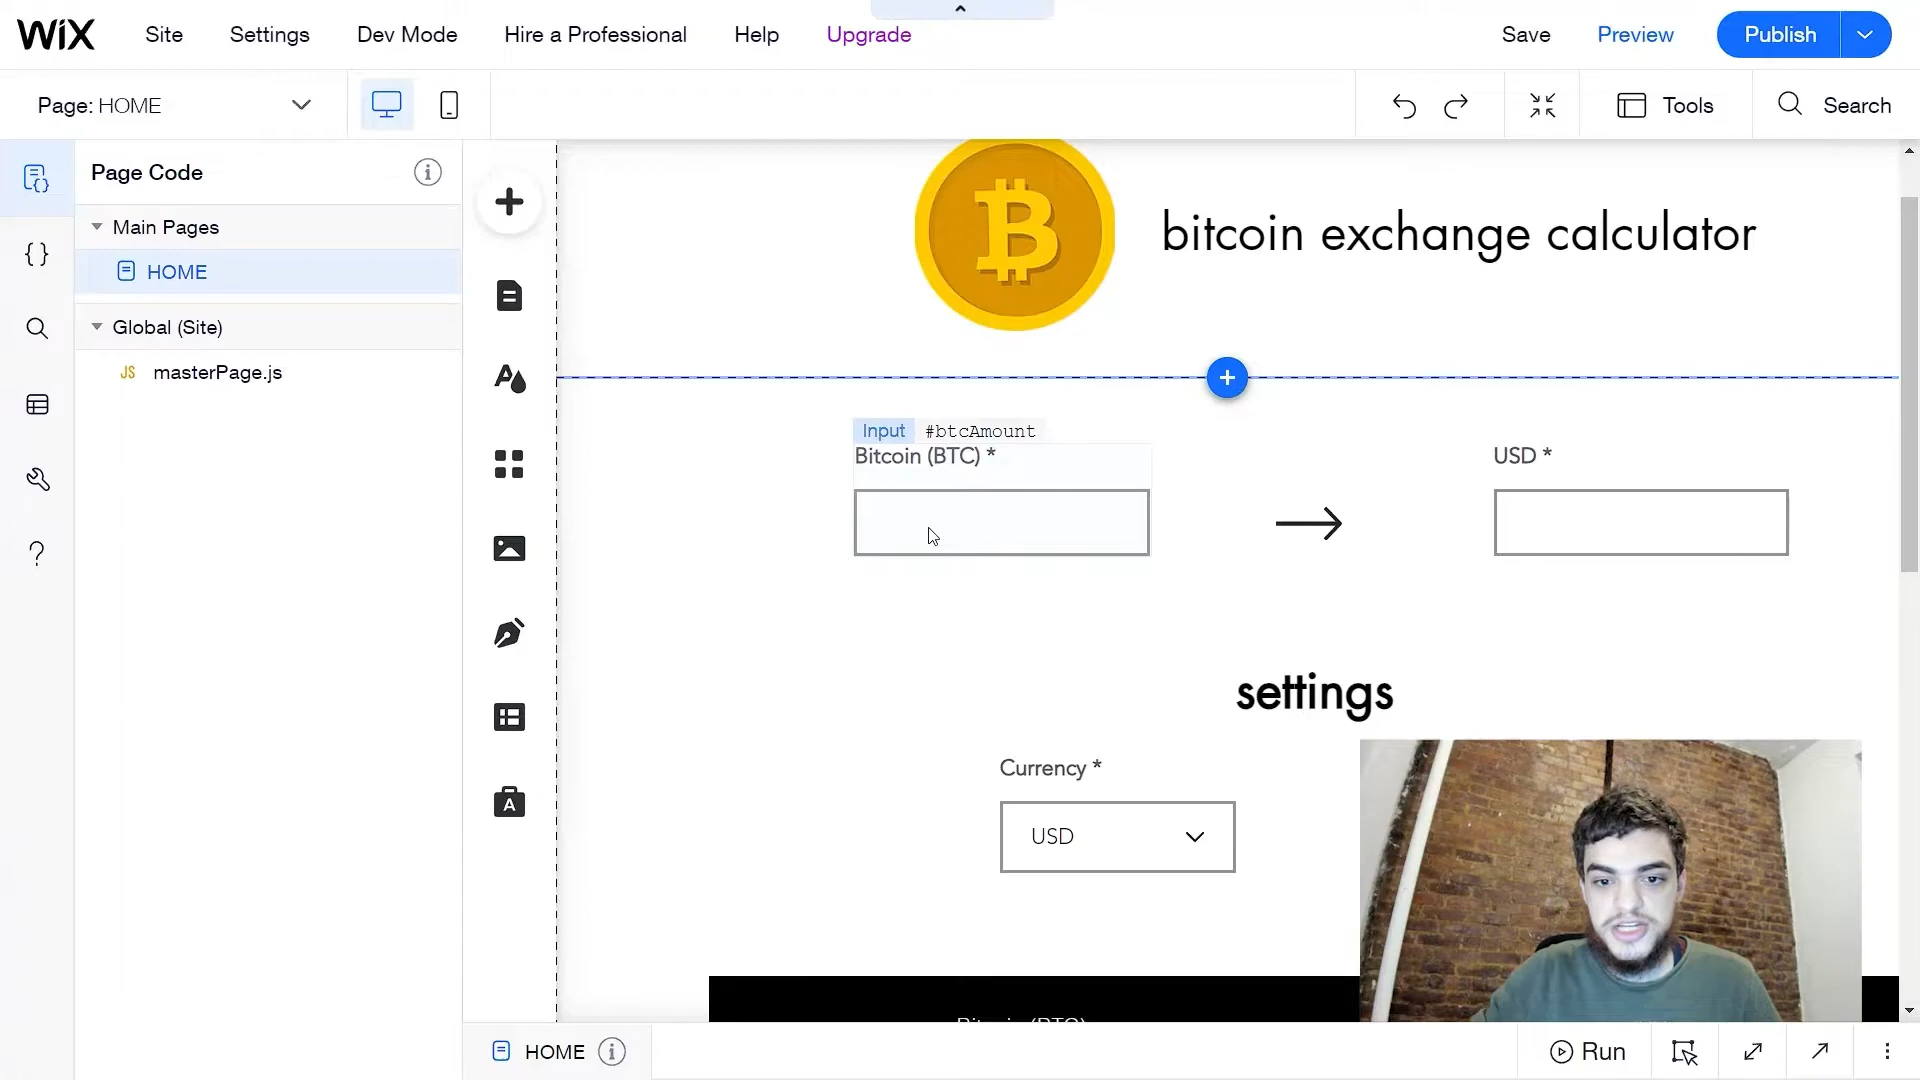 WiX
Site
Settings
Dev Mode
Hire a Professional
Help
Upgrade
Save
Preview
Publish
Page: HOME
Tools
Search
Page Code
Main Pages
HOME
Global (Site)
JS masterPage.js
bitcoin exchange calculator
Input #btcAmount
Bitcoin (BTC) *
USD *
settings
Currency *
USD
Bitcoin (BTC)
HOME
Run